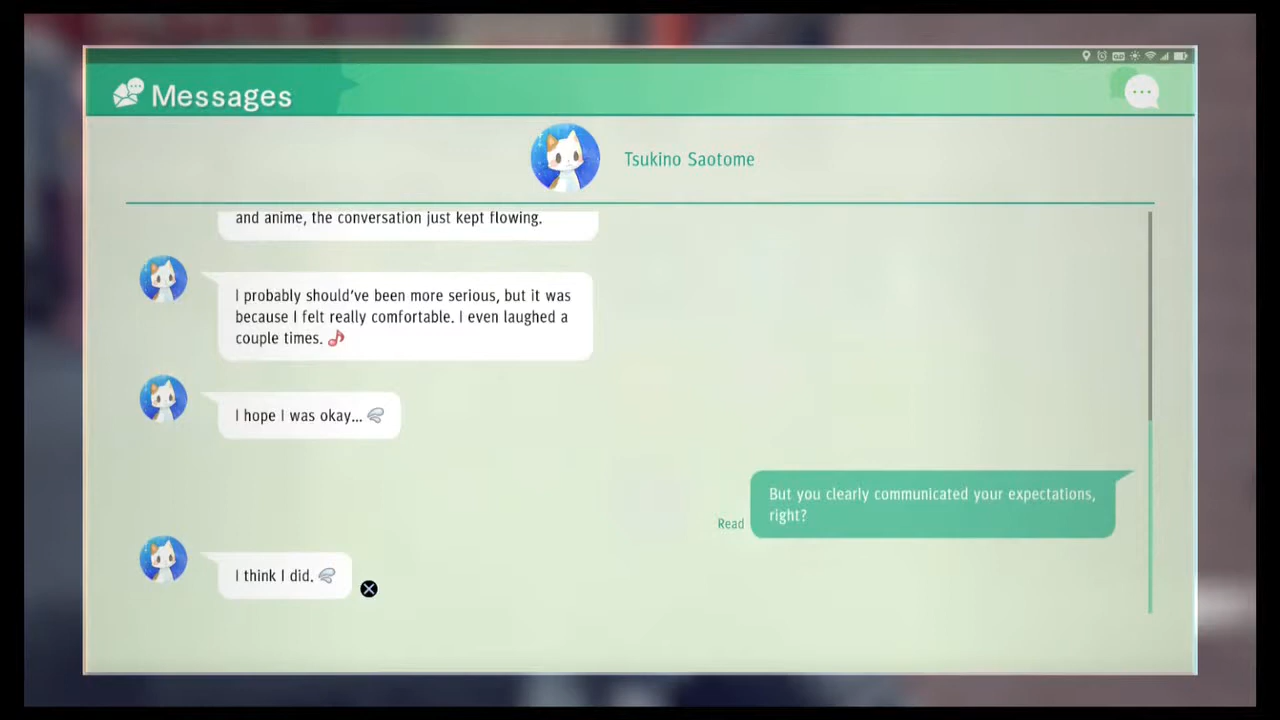 Messages
Tsukino Saotome
and anime, the conversation just kept flowing.
I probably should've been more serious, but it was
because I felt really comfortable. I even laughed a
couple times.
I hope I was okay...
But you clearly communicated your expectations,
right?
Read
I think I did.